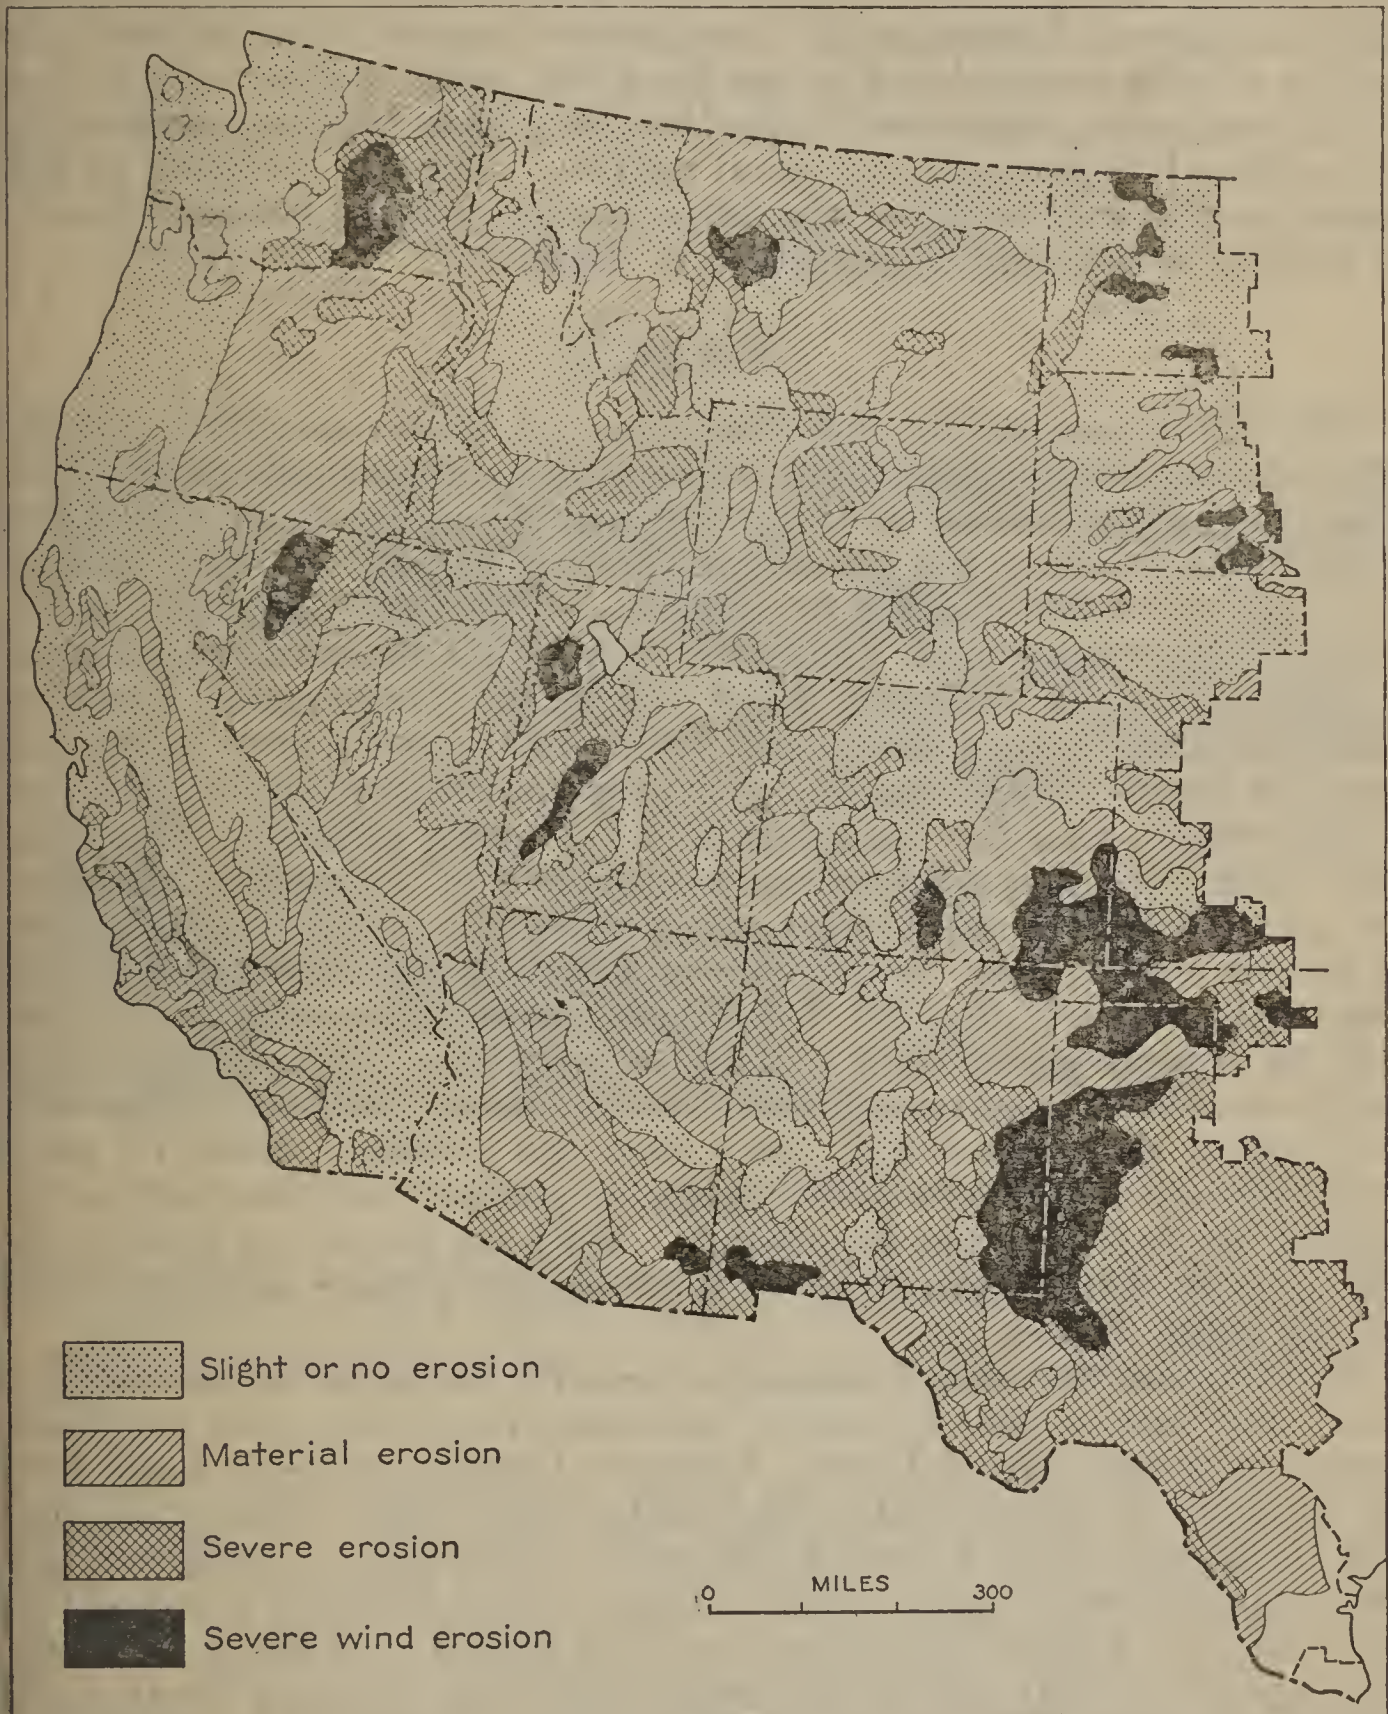 Slight or no erosion
Material erosion
Severe erosion
Severe wind erosion
0 MILES 300